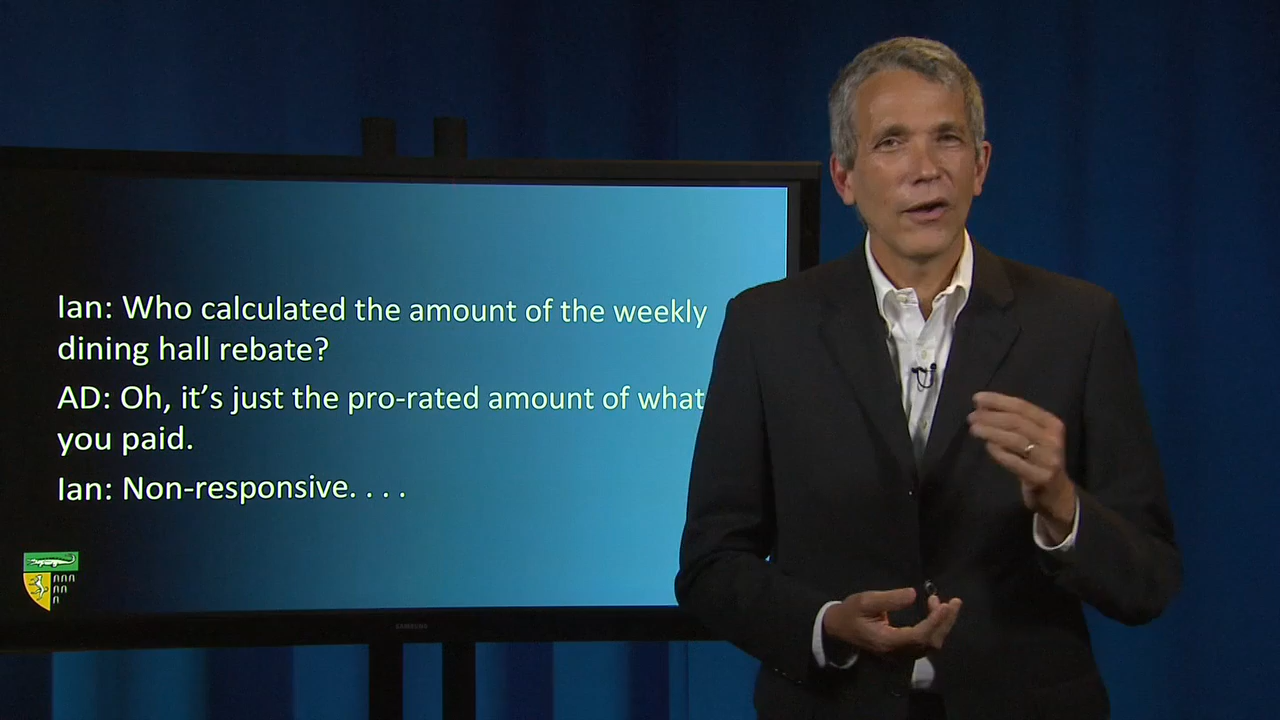 Ian: Who calculated the amount of the weekly
dining hall rebate?
AD: Oh, it’s just the pro-rated amount of what
you paid.
Ian: Non-responsive. . . .
SAMSUNG